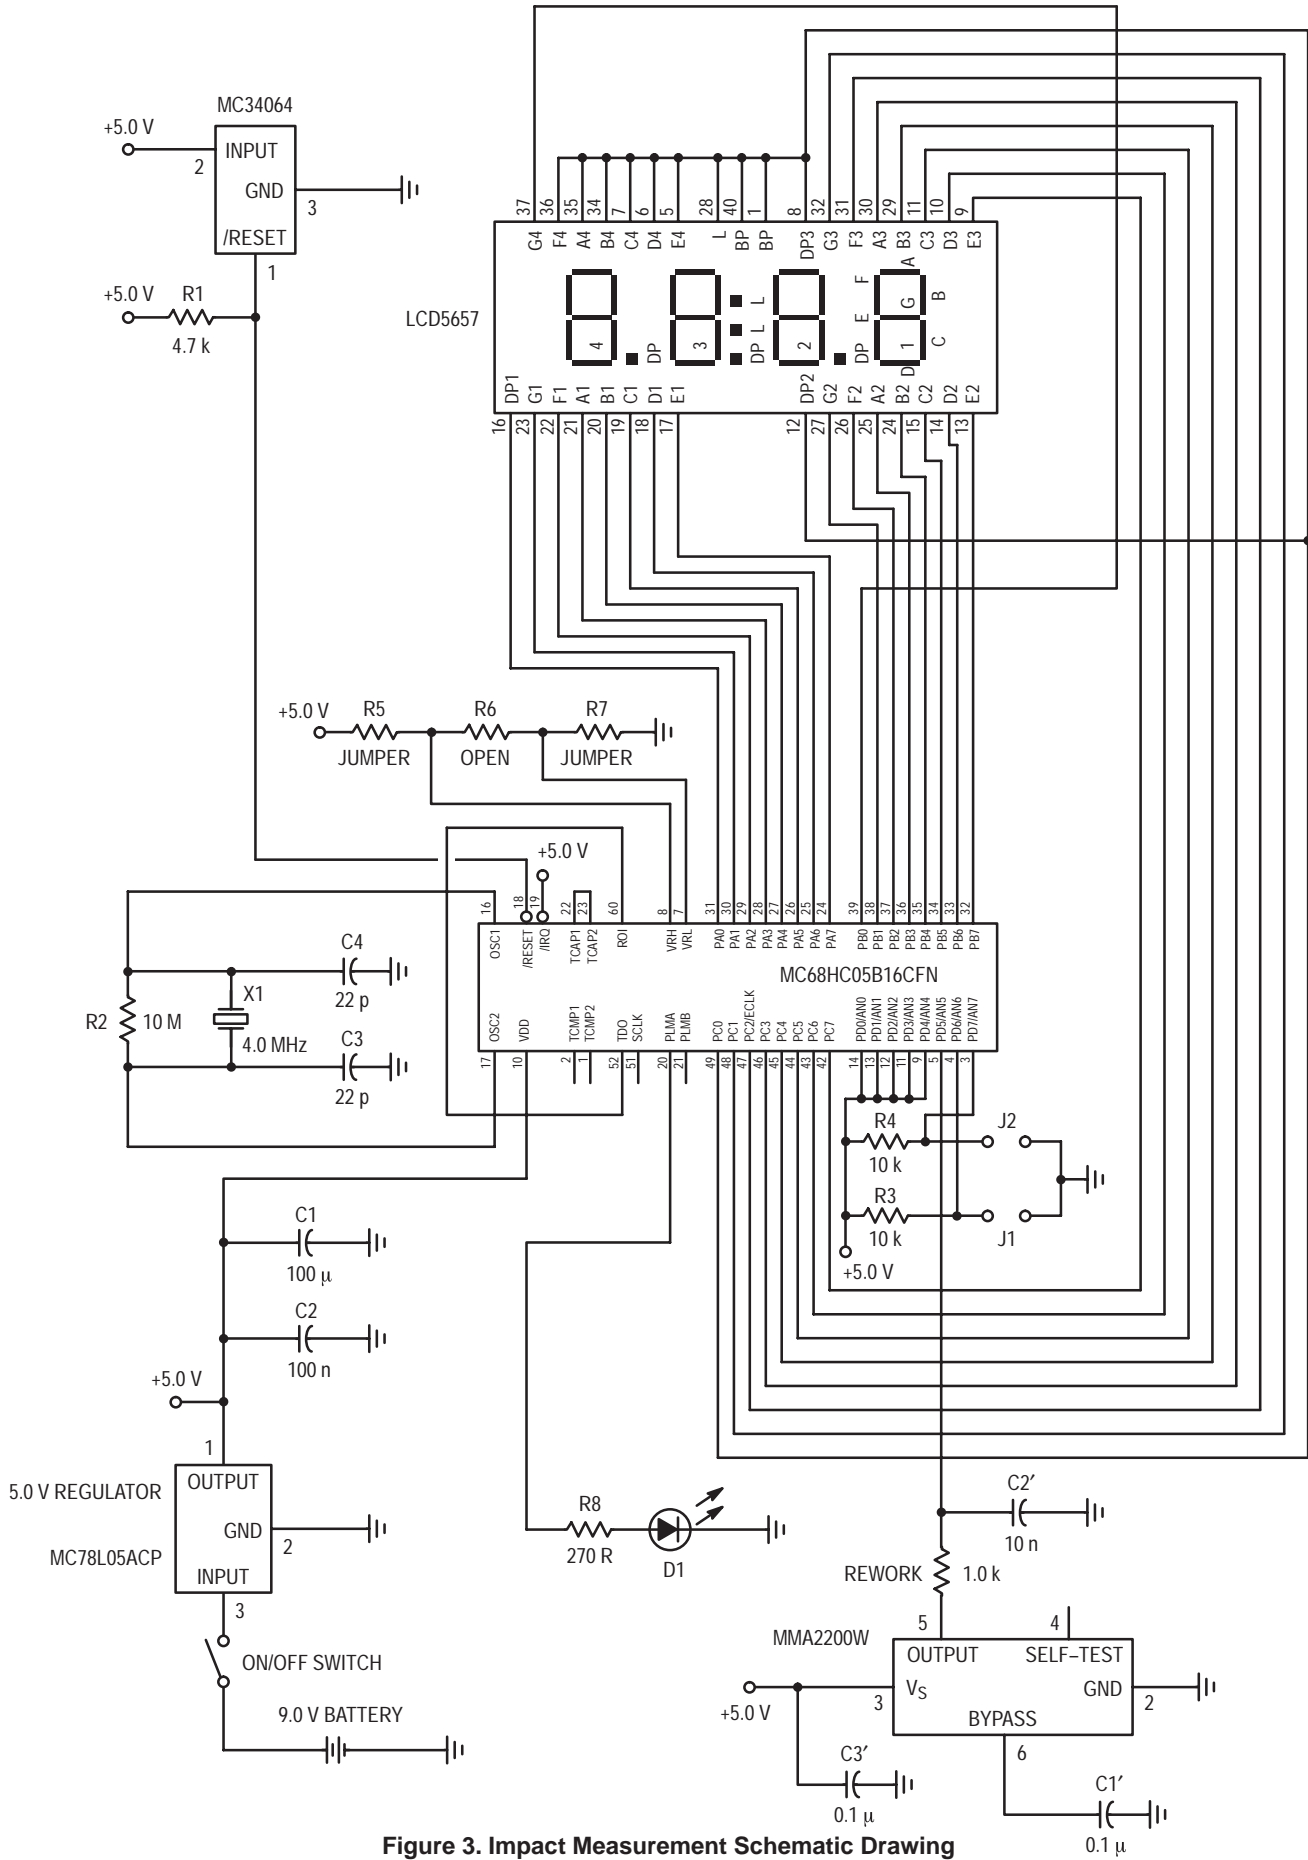 MC34064
+5.0 V
INPUT
2
GND
3
/RESET
1
+5.0 V
R1
4.7 k
37 36 35 34 7 6 5 28 40 1 8 32 31 30 29 11 10 9
G4 F4 A4 B4 C4 D4 E4 L BP BP DP3 G3 F3 A3 B3 C3 D3 E3
LCD5657
4 DP 3 DP L L 2 DP 1 A B C D E F G
DP1 G1 F1 A1 B1 C1 D1 E1 DP2 G2 F2 A2 B2 C2 D2 E2
16 23 22 21 20 19 18 17 12 27 26 25 24 15 14 13
+5.0 V
R5
R6
R7
JUMPER
OPEN
JUMPER
+5.0 V
16 18 19 22 23 60 8 7 31 30 29 28 27 26 25 24 39 38 37 36 35 34 33 32
OSC1 /RESET /IRQ TCAP1 TCAP2 RDI VRH VRL PA0 PA1 PA2 PA3 PA4 PA5 PA6 PA7 PB0 PB1 PB2 PB3 PB4 PB5 PB6 PB7
MC68HC05B16CFN
OSC2 VDD TCMP1 TCMP2 TDO SCLK PLMA PLMB PC0 PC1 PC2/ECLK PC3 PC4 PC5 PC6 PC7 PD0/AN0 PD1/AN1 PD2/AN2 PD3/AN3 PD4/AN4 PD5/AN5 PD6/AN6 PD7/AN7
17 10 2 1 52 51 20 21 49 48 47 46 45 44 43 42 14 13 12 11 9 5 4 3
C4
22 p
X1
R2
10 M
4.0 MHz
C3
22 p
R4
10 k
J2
R3
10 k
J1
+5.0 V
C1
100 μ
C2
100 n
+5.0 V
1
5.0 V REGULATOR
OUTPUT
GND
2
MC78L05ACP
INPUT
3
ON/OFF SWITCH
9.0 V BATTERY
R8
270 R
D1
C2′
10 n
REWORK
1.0 k
5
4
MMA2200W
OUTPUT
SELF–TEST
VS
GND
3
2
+5.0 V
BYPASS
6
C3′
0.1 μ
C1′
0.1 μ
Figure 3. Impact Measurement Schematic Drawing